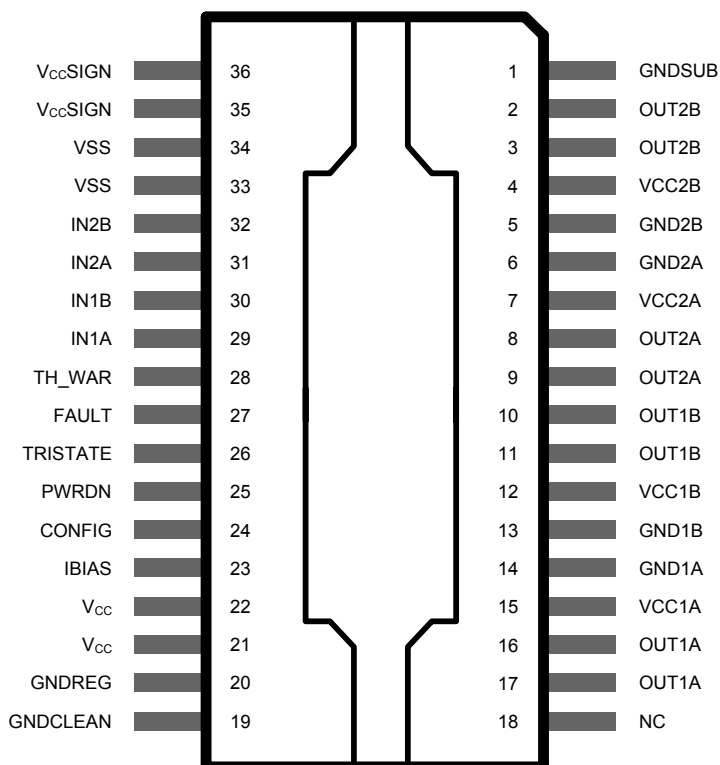 VCCSIGN 36 1 GNDSUB
VCCSIGN 35 2 OUT2B
VSS 34 3 OUT2B
VSS 33 4 VCC2B
IN2B 32 5 GND2B
IN2A 31 6 GND2A
IN1B 30 7 VCC2A
IN1A 29 8 OUT2A
TH_WAR 28 9 OUT2A
FAULT 27 10 OUT1B
TRISTATE 26 11 OUT1B
PWRDN 25 12 VCC1B
CONFIG 24 13 GND1B
IBIAS 23 14 GND1A
VCC 22 15 VCC1A
VCC 21 16 OUT1A
GNDREG 20 17 OUT1A
GNDCLEAN 19 18 NC